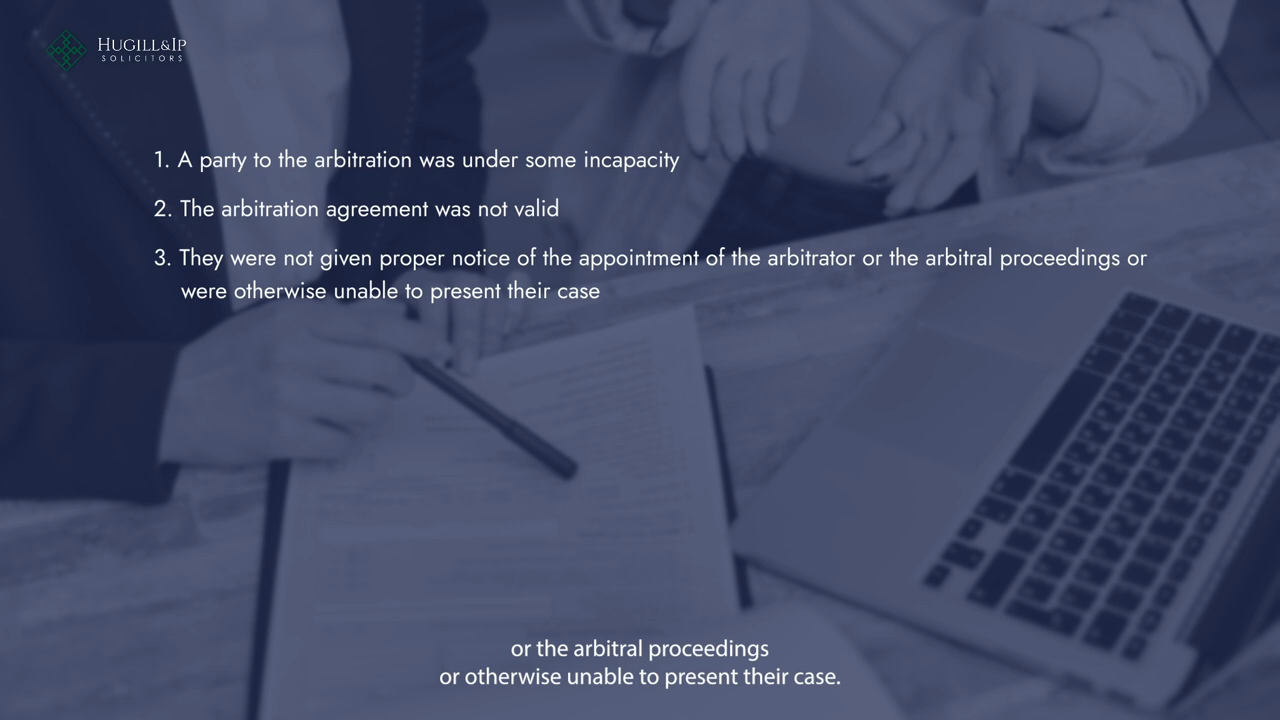 HUGILL&IP
SOLICITORS
1. A party to the arbitration was under some incapacity
2. The arbitration agreement was not valid
3. They were not given proper notice of the appointment of the arbitrator or the arbitral proceedings or
were otherwise unable to present their case
or the arbitral proceedings
or otherwise unable to present their case.